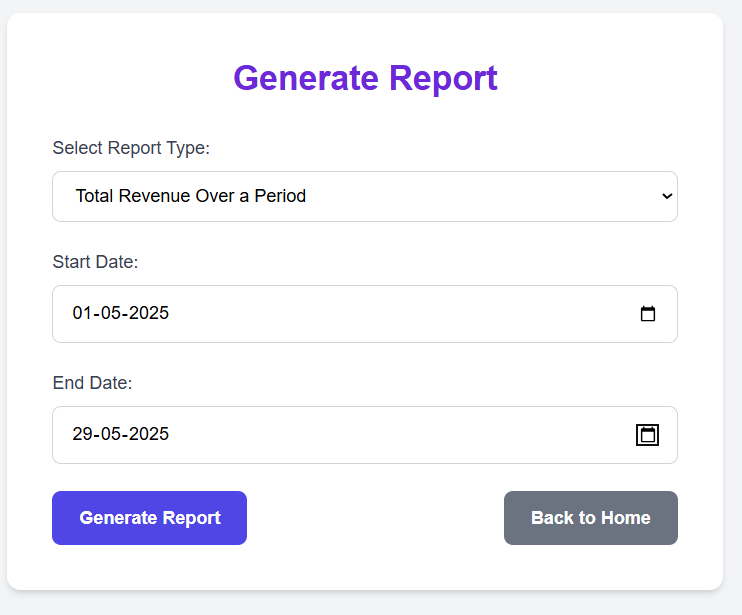 Generate Report
Select Report Type:
Total Revenue Over a Period
Start Date:
01-05-2025
End Date:
29-05-2025
Generate Report
Back to Home